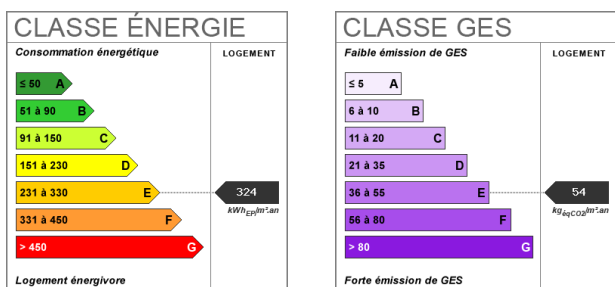 CLASSE ÉNERGIE
Consommation énergétique
LOGEMENT
≤ 50 A
51 à 90 B
91 à 150 C
151 à 230 D
231 à 330 E
324
kWhEP/m².an
331 à 450 F
> 450 G
Logement énergivore
CLASSE GES
Faible émission de GES
LOGEMENT
≤ 5 A
6 à 10 B
11 à 20 C
21 à 35 D
36 à 55 E
54
kgéqCO2/m².an
56 à 80 F
> 80 G
Forte émission de GES